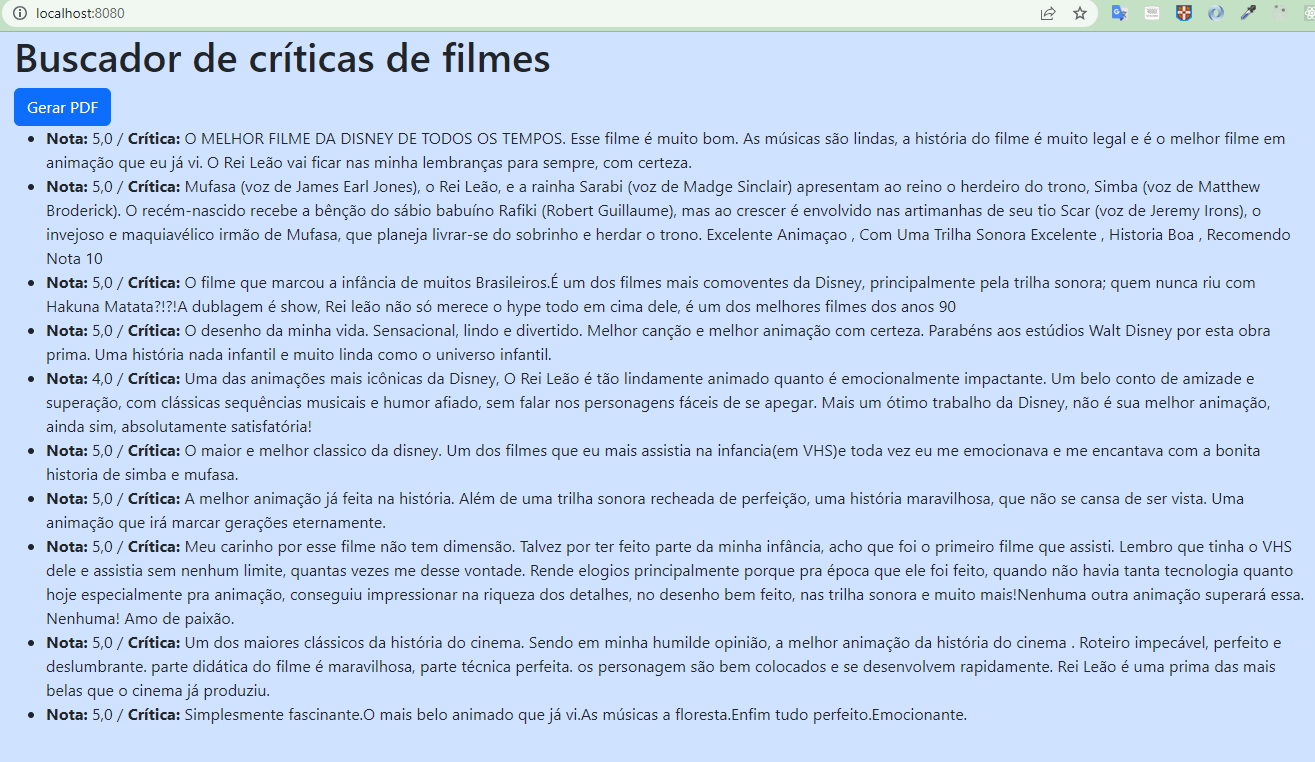 localhost:8080
Buscador de críticas de filmes
Gerar PDF
• Nota: 5,0 / Crítica: O MELHOR FILME DA DISNEY DE TODOS OS TEMPOS. Esse filme é muito bom. As músicas são lindas, a história do filme é muito legal e é o melhor filme em
animação que eu já vi. O Rei Leão vai ficar nas minha lembranças para sempre, com certeza.
• Nota: 5,0 / Crítica: Mufasa (voz de James Earl Jones), o Rei Leão, e a rainha Sarabi (voz de Madge Sinclair) apresentam ao reino o herdeiro do trono, Simba (voz de Matthew
Broderick). O recém-nascido recebe a bênção do sábio babuíno Rafiki (Robert Guillaume), mas ao crescer é envolvido nas artimanhas de seu tio Scar (voz de Jeremy Irons), o
invejoso e maquiavélico irmão de Mufasa, que planeja livrar-se do sobrinho e herdar o trono. Excelente Animaçao , Com Uma Trilha Sonora Excelente , Historia Boa , Recomendo
Nota 10
• Nota: 5,0 / Crítica: O filme que marcou a infância de muitos Brasileiros.É um dos filmes mais comoventes da Disney, principalmente pela trilha sonora; quem nunca riu com
Hakuna Matata?!?!A dublagem é show, Rei leão não só merece o hype todo em cima dele, é um dos melhores filmes dos anos 90
• Nota: 5,0 / Crítica: O desenho da minha vida. Sensacional, lindo e divertido. Melhor canção e melhor animação com certeza. Parabéns aos estúdios Walt Disney por esta obra
prima. Uma história nada infantil e muito linda como o universo infantil.
• Nota: 4,0 / Crítica: Uma das animações mais icônicas da Disney, O Rei Leão é tão lindamente animado quanto é emocionalmente impactante. Um belo conto de amizade e
superação, com clássicas sequências musicais e humor afiado, sem falar nos personagens fáceis de se apegar. Mais um ótimo trabalho da Disney, não é sua melhor animação,
ainda sim, absolutamente satisfatória!
• Nota: 5,0 / Crítica: O maior e melhor classico da disney. Um dos filmes que eu mais assistia na infancia(em VHS)e toda vez eu me emocionava e me encantava com a bonita
historia de simba e mufasa.
• Nota: 5,0 / Crítica: A melhor animação já feita na história. Além de uma trilha sonora recheada de perfeição, uma história maravilhosa, que não se cansa de ser vista. Uma
animação que irá marcar gerações eternamente.
• Nota: 5,0 / Crítica: Meu carinho por esse filme não tem dimensão. Talvez por ter feito parte da minha infância, acho que foi o primeiro filme que assisti. Lembro que tinha o VHS
dele e assistia sem nenhum limite, quantas vezes me desse vontade. Rende elogios principalmente porque pra época que ele foi feito, quando não havia tanta tecnologia quanto
hoje especialmente pra animação, conseguiu impressionar na riqueza dos detalhes, no desenho bem feito, nas trilha sonora e muito mais!Nenhuma outra animação superará essa.
Nenhuma! Amo de paixão.
• Nota: 5,0 / Crítica: Um dos maiores clássicos da história do cinema. Sendo em minha humilde opinião, a melhor animação da história do cinema . Roteiro impecável, perfeito e
deslumbrante. parte didática do filme é maravilhosa, parte técnica perfeita. os personagem são bem colocados e se desenvolvem rapidamente. Rei Leão é uma prima das mais
belas que o cinema já produziu.
• Nota: 5,0 / Crítica: Simplesmente fascinante.O mais belo animado que já vi.As músicas a floresta.Enfim tudo perfeito.Emocionante.